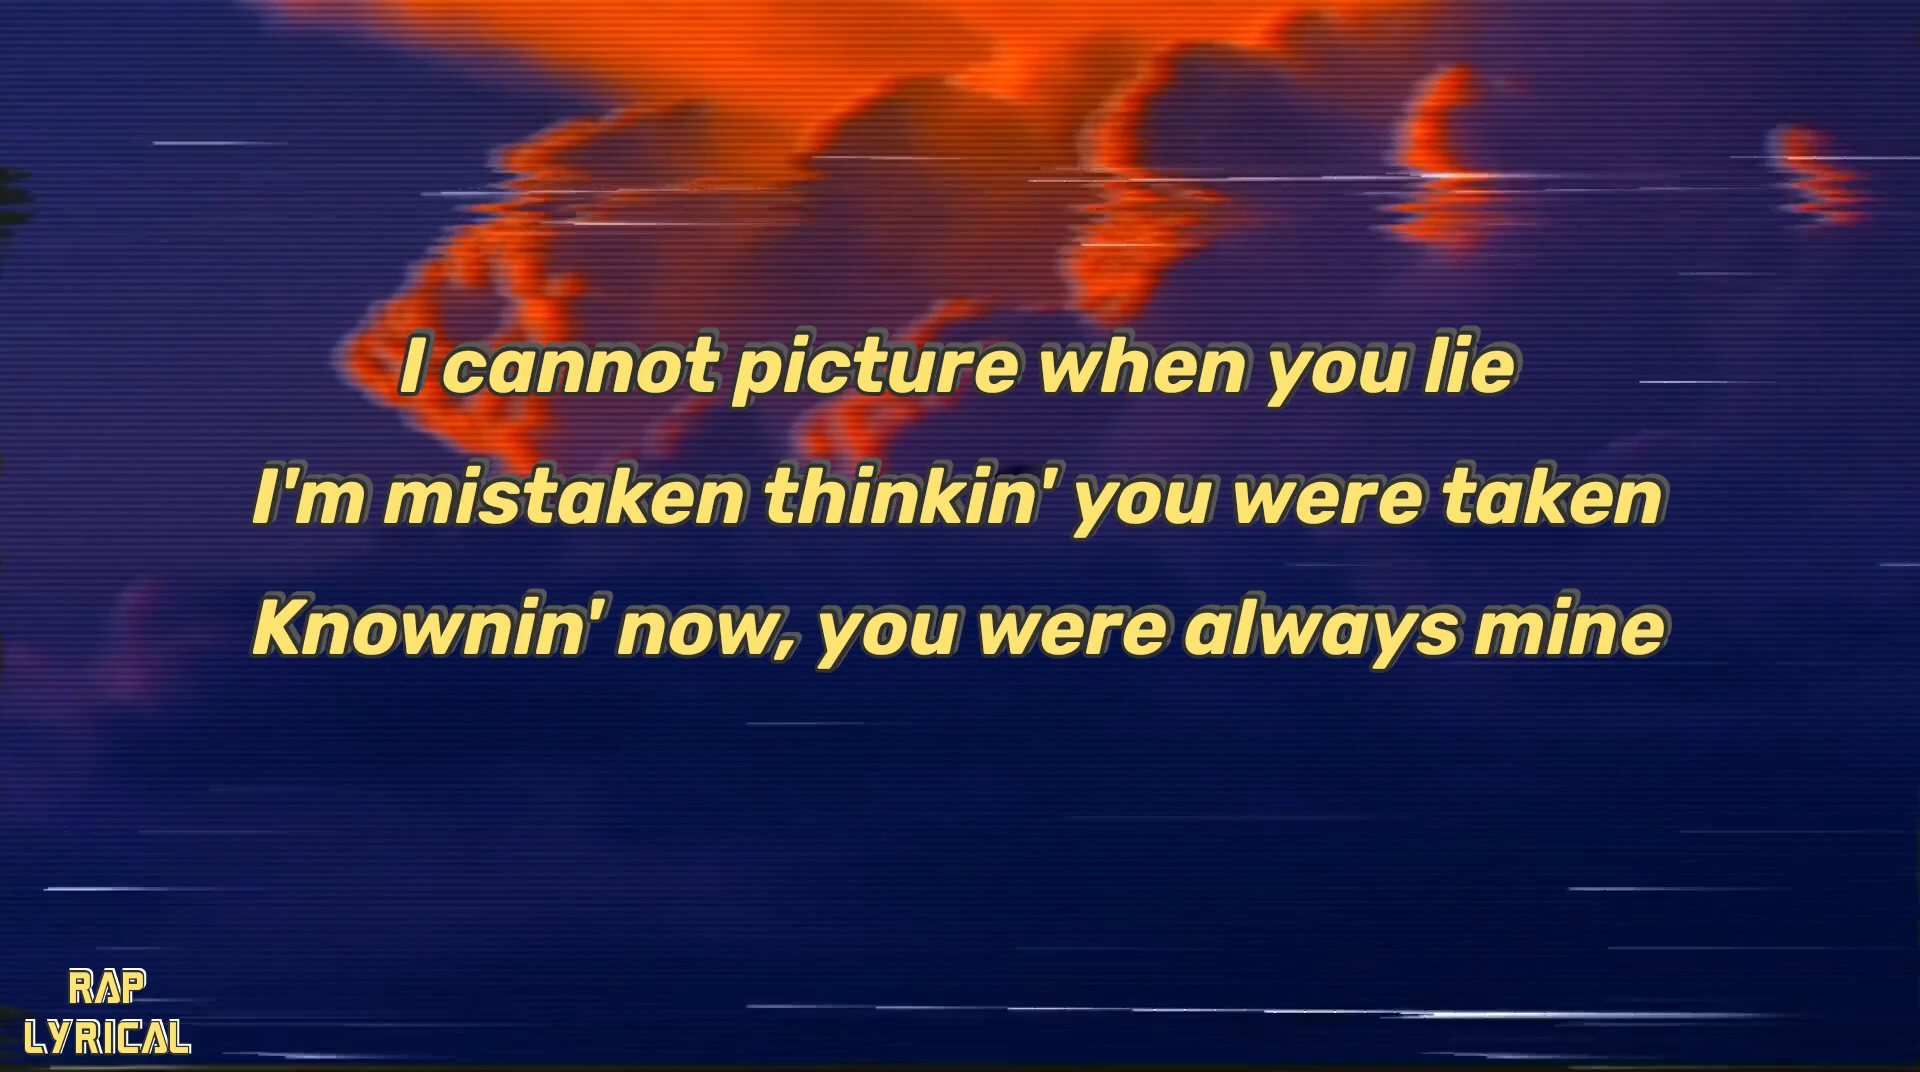 I cannot picture when you lie
I'm mistaken thinkin' you were taken
Knownin' now, you were always mine
RAP
LYRICAL